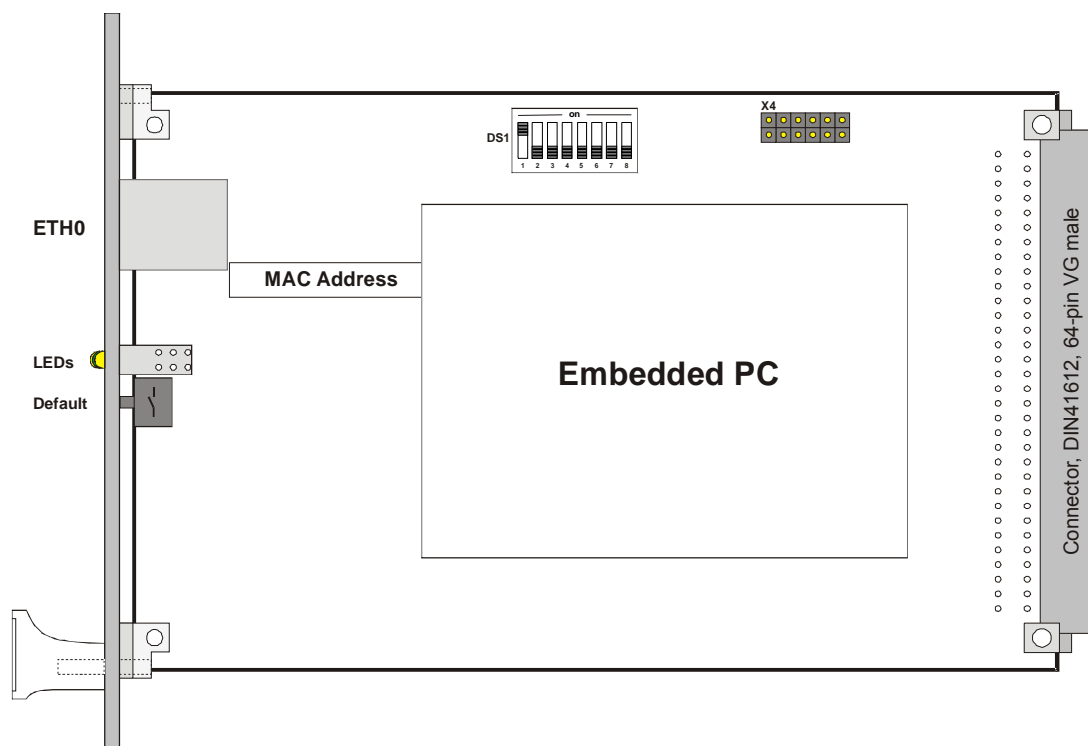 X4
on
DS1
1 2 3 4 5 6 7 8
ETH0
MAC Address
LEDs
Default
Embedded PC
Connector, DIN41612, 64-pin VG male